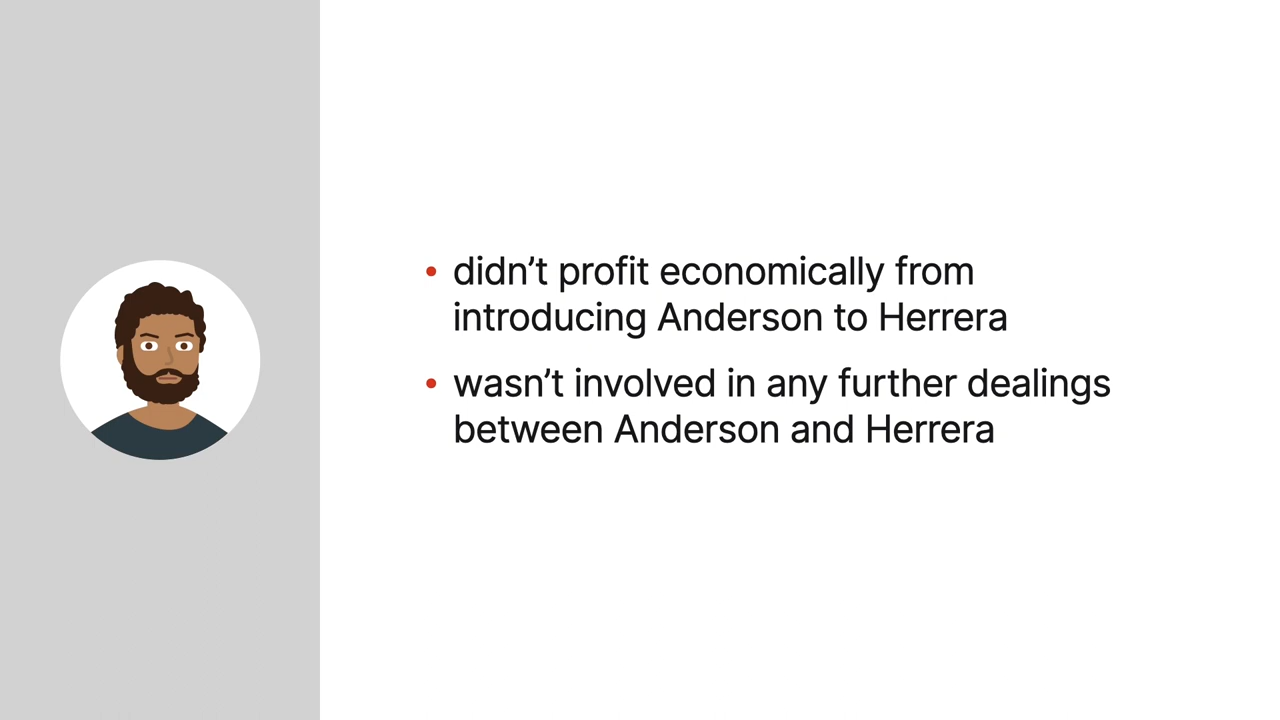 • didn’t profit economically from
introducing Anderson to Herrera
• wasn’t involved in any further dealings
between Anderson and Herrera